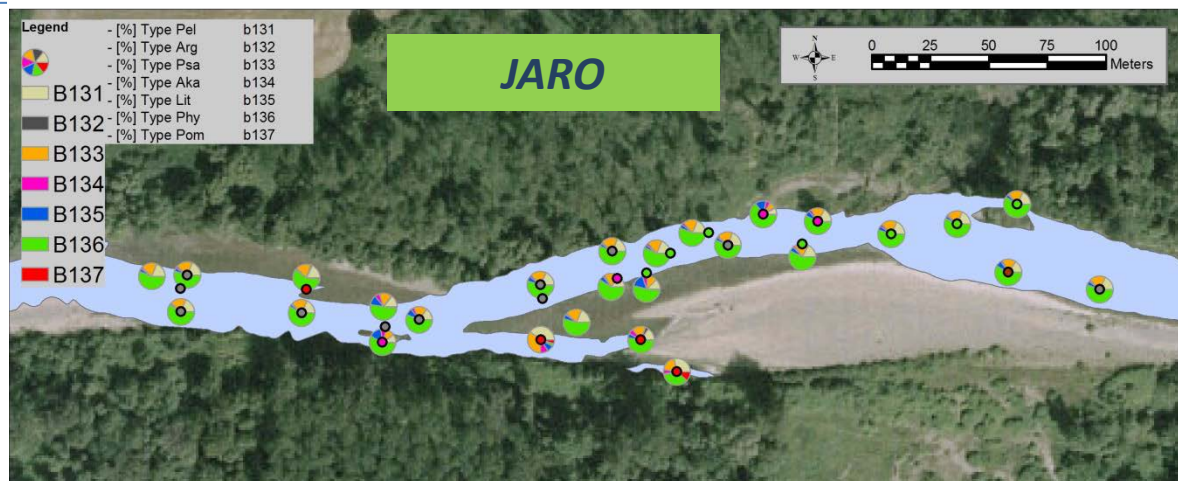 Legend
- [%] Type Pel b131
- [%] Type Arg b132
- [%] Type Psa b133
- [%] Type Aka b134
- [%] Type Lit b135
- [%] Type Phy b136
- [%] Type Pom b137
B131
B132
B133
B134
B135
B136
B137
JARO
N
W E
S
0 25 50 75 100
Meters